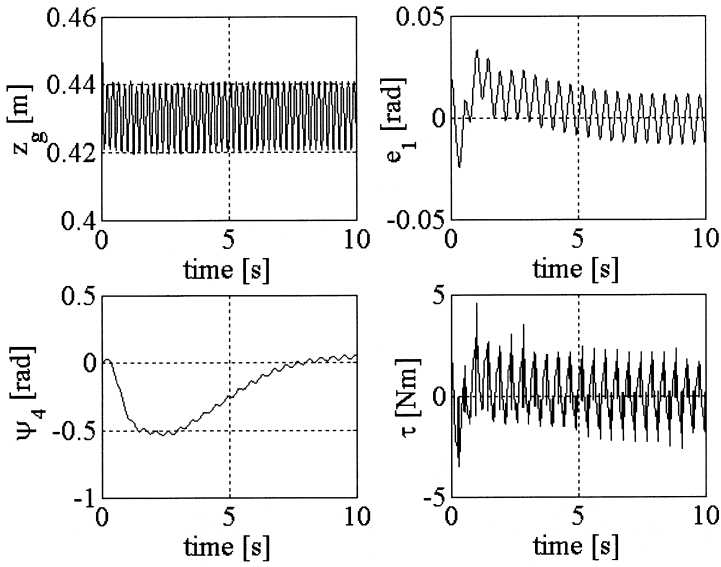 0.46
0.44
0.42
0.4
z_g [m]
0 5 10
time [s]
0.05
0
-0.05
e_1 [rad]
0 5 10
time [s]
0.5
0
-0.5
-1
ψ_4 [rad]
0 5 10
time [s]
5
0
-5
τ [Nm]
0 5 10
time [s]